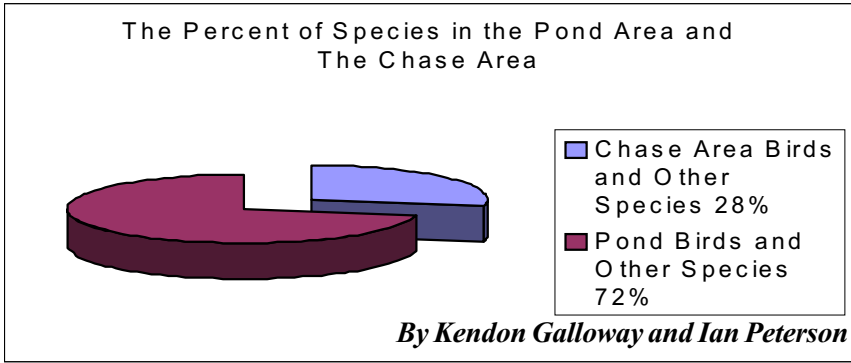 The Percent of Species in the Pond Area and
The Chase Area
Chase Area Birds
and Other
Species 28%
Pond Birds and
Other Species
72%
By Kendon Galloway and Ian Peterson